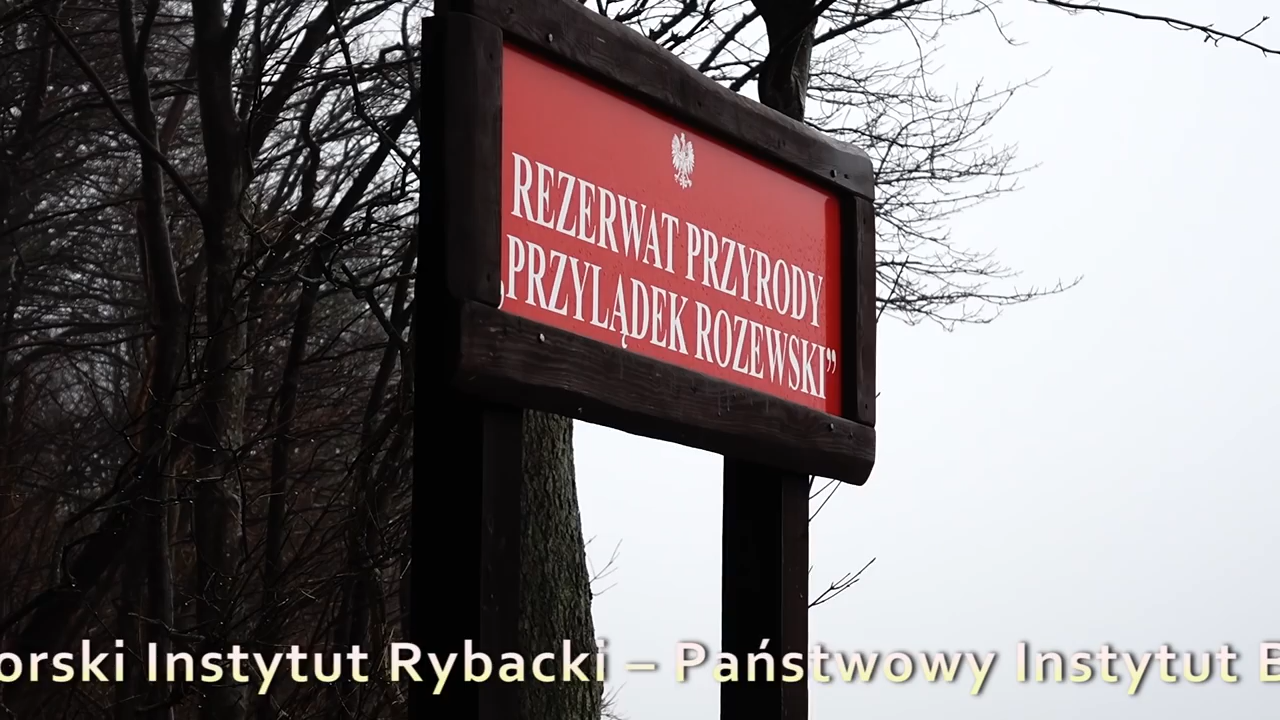 REZERWAT PRZYRODY
„PRZYLĄDEK ROZEWSKI”
orski Instytut Rybacki – Państwowy Instytut B